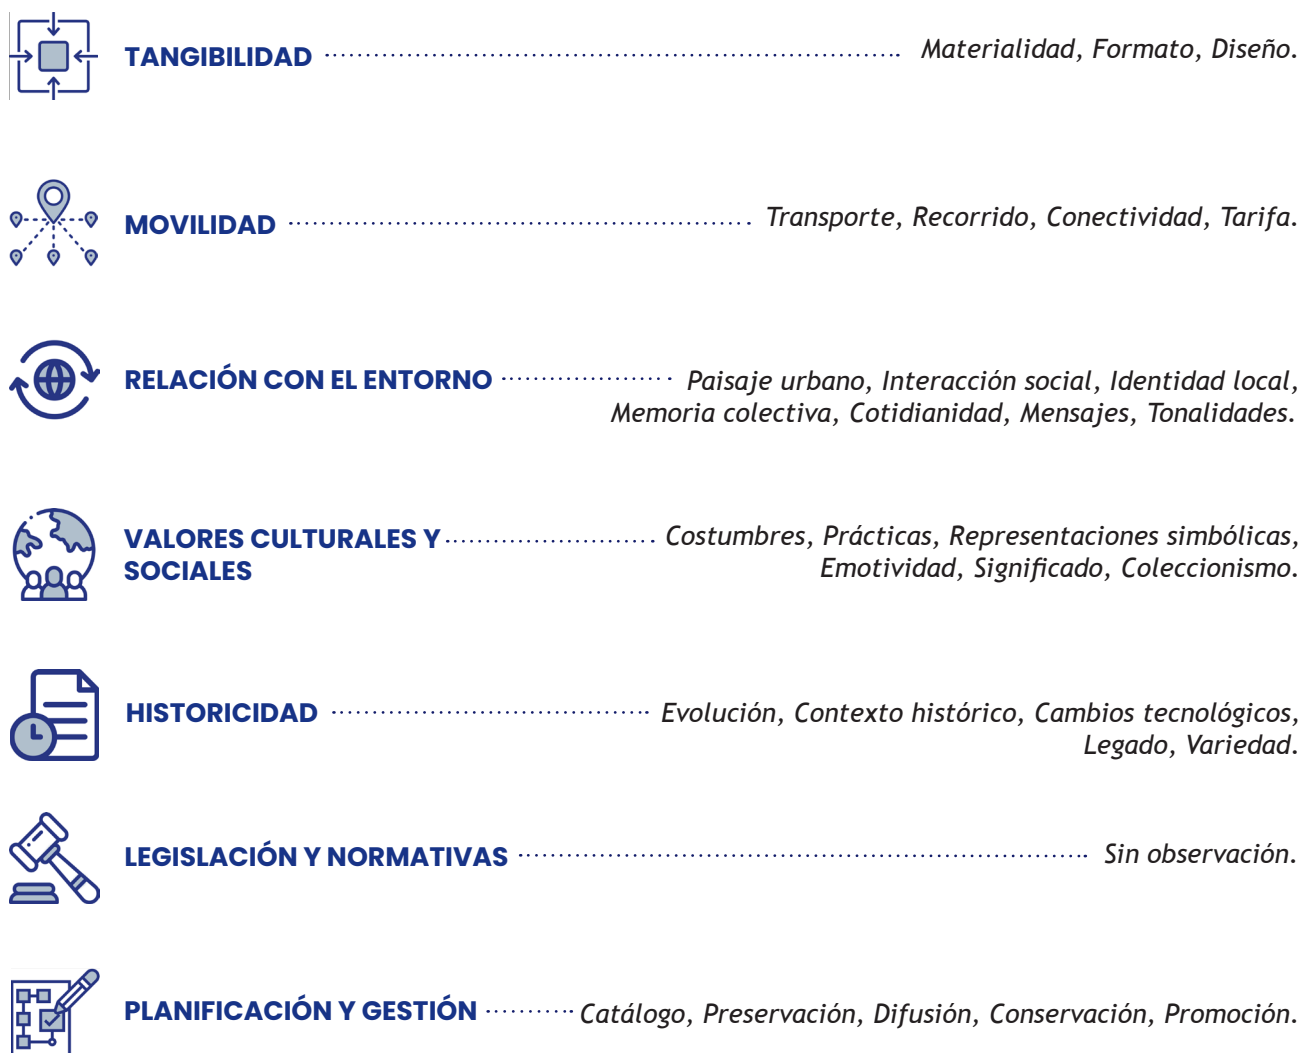 TANGIBILIDAD Materialidad, Formato, Diseño.
MOVILIDAD Transporte, Recorrido, Conectividad, Tarifa.
RELACIÓN CON EL ENTORNO Paisaje urbano, Interacción social, Identidad local,
Memoria colectiva, Cotidianidad, Mensajes, Tonalidades.
VALORES CULTURALES Y Costumbres, Prácticas, Representaciones simbólicas,
SOCIALES Emotividad, Significado, Coleccionismo.
HISTORICIDAD Evolución, Contexto histórico, Cambios tecnológicos,
Legado, Variedad.
LEGISLACIÓN Y NORMATIVAS Sin observación.
PLANIFICACIÓN Y GESTIÓN Catálogo, Preservación, Difusión, Conservación, Promoción.